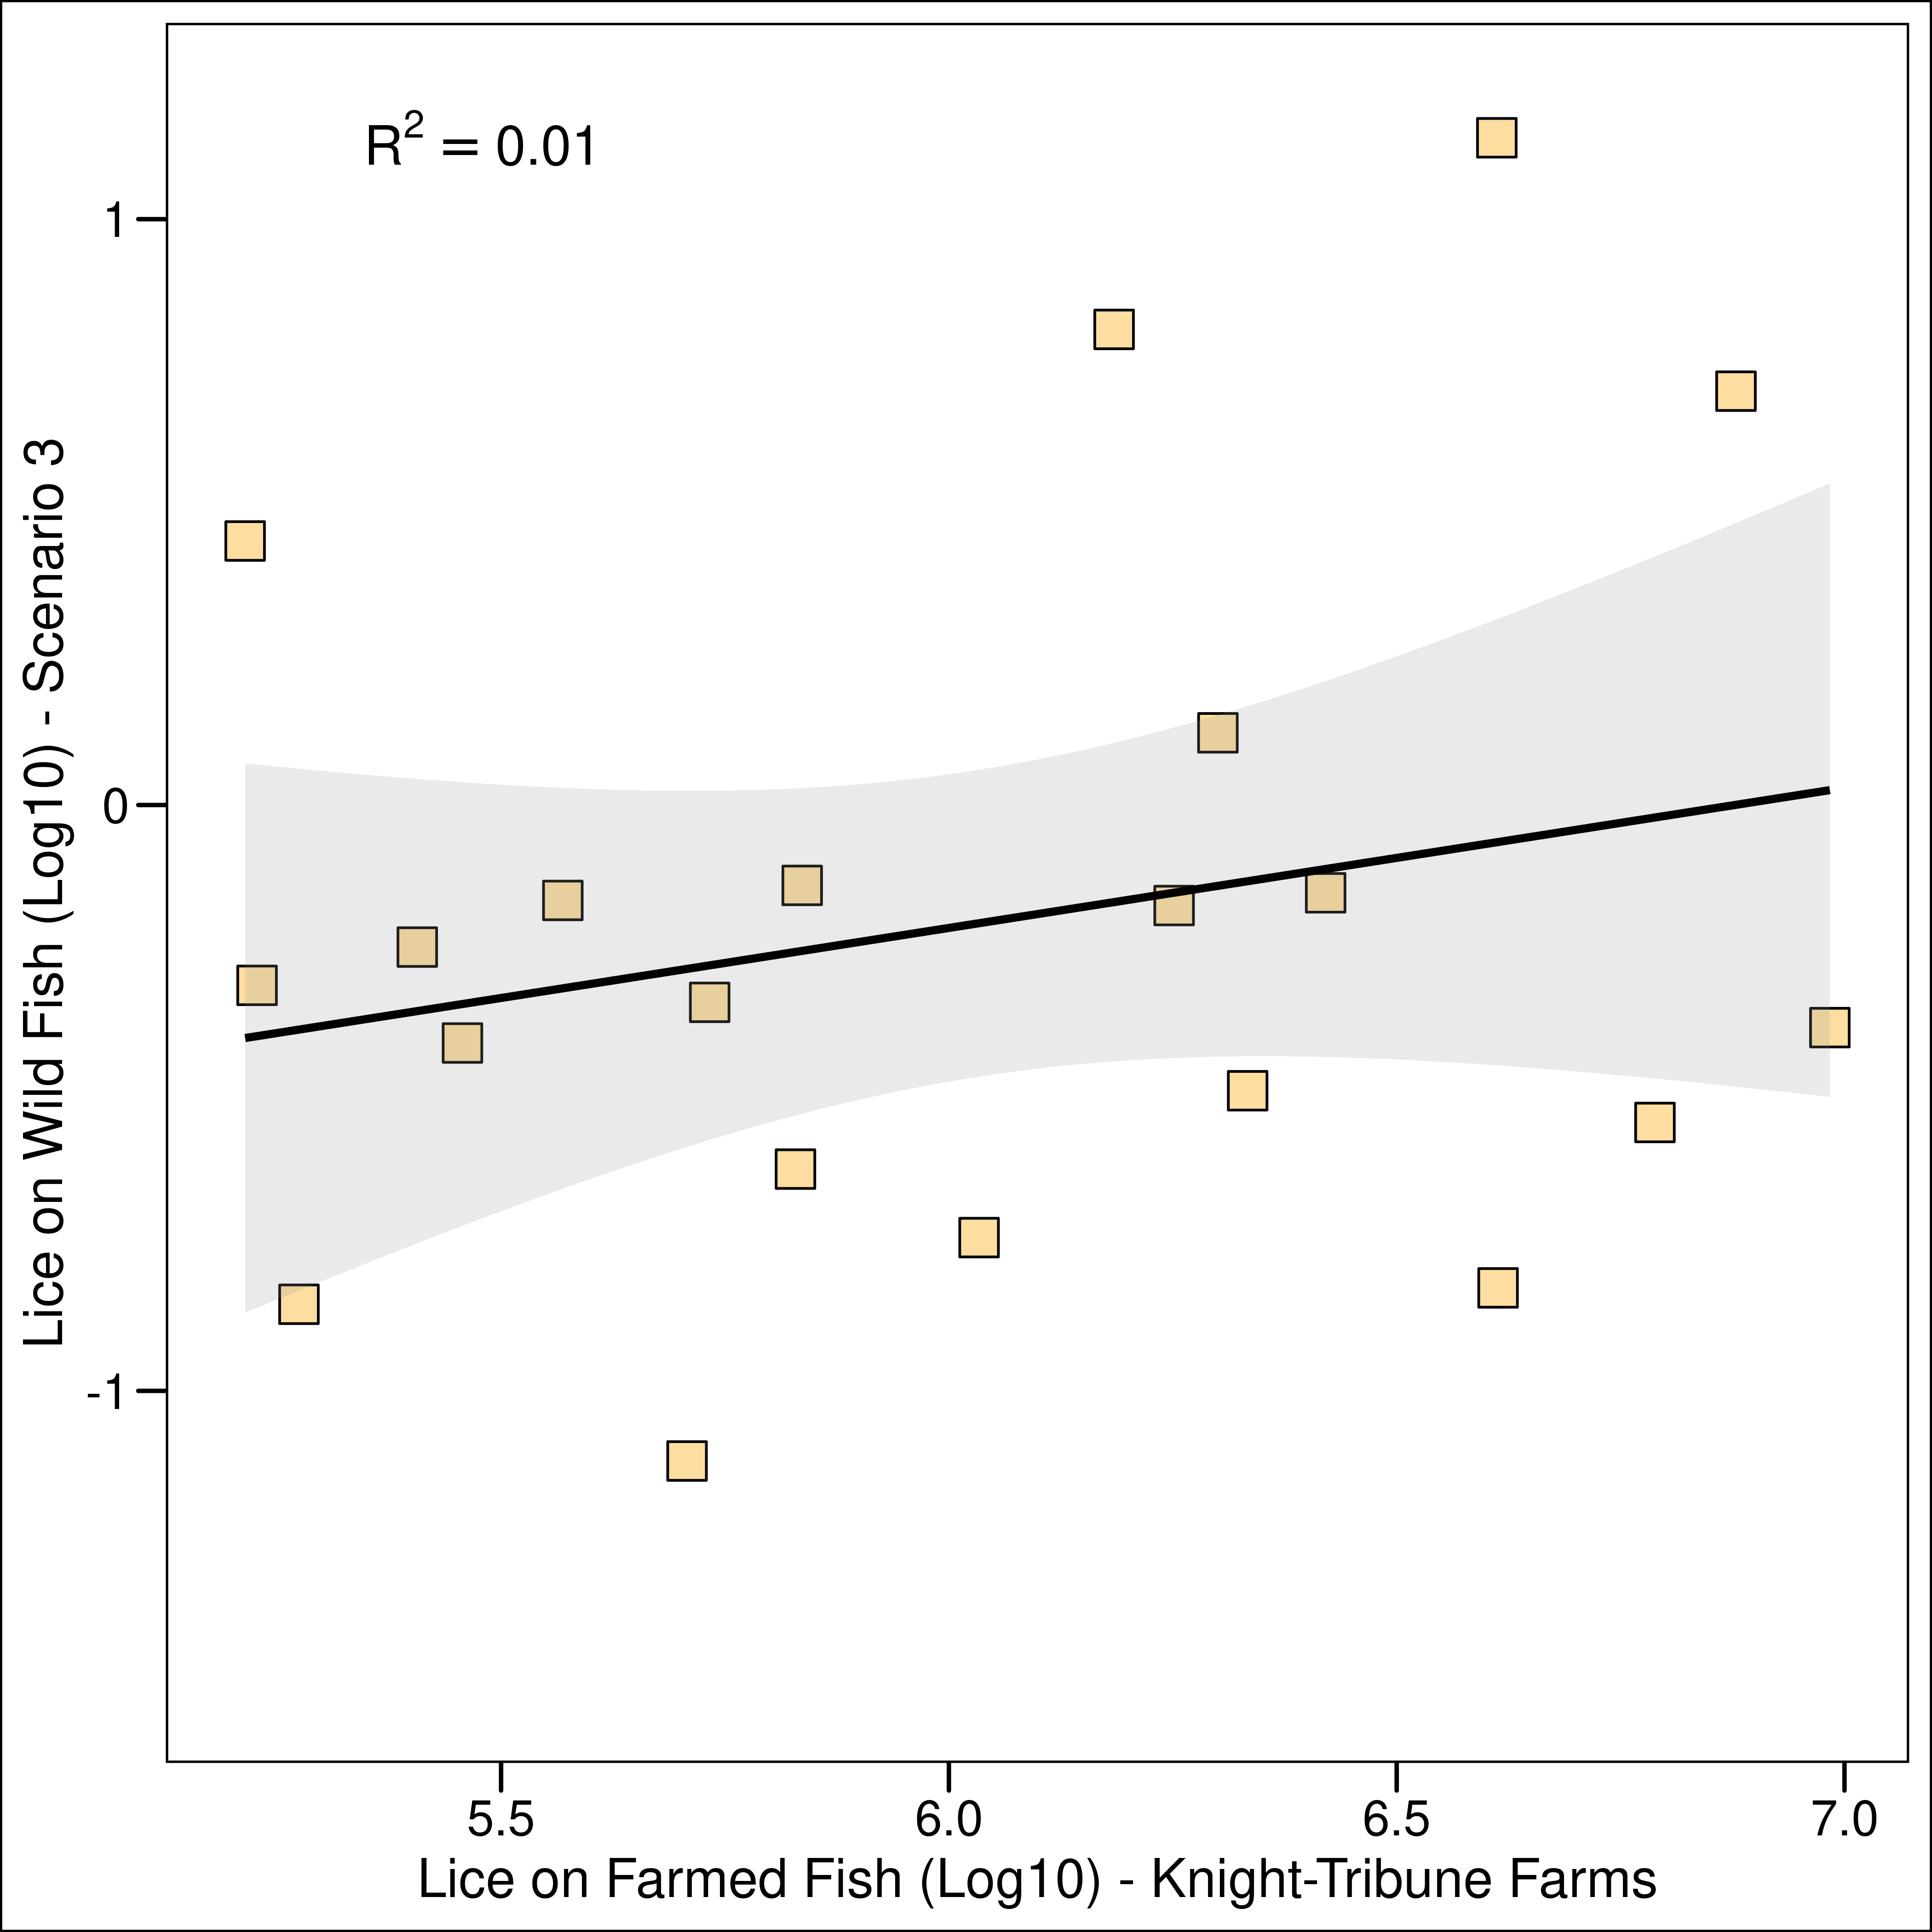 R² = 0.01
Lice on Wild Fish (Log10) - Scenario 3
1
0
-1
5.5 6.0 6.5 7.0
Lice on Farmed Fish (Log10) - Knight-Tribune Farms